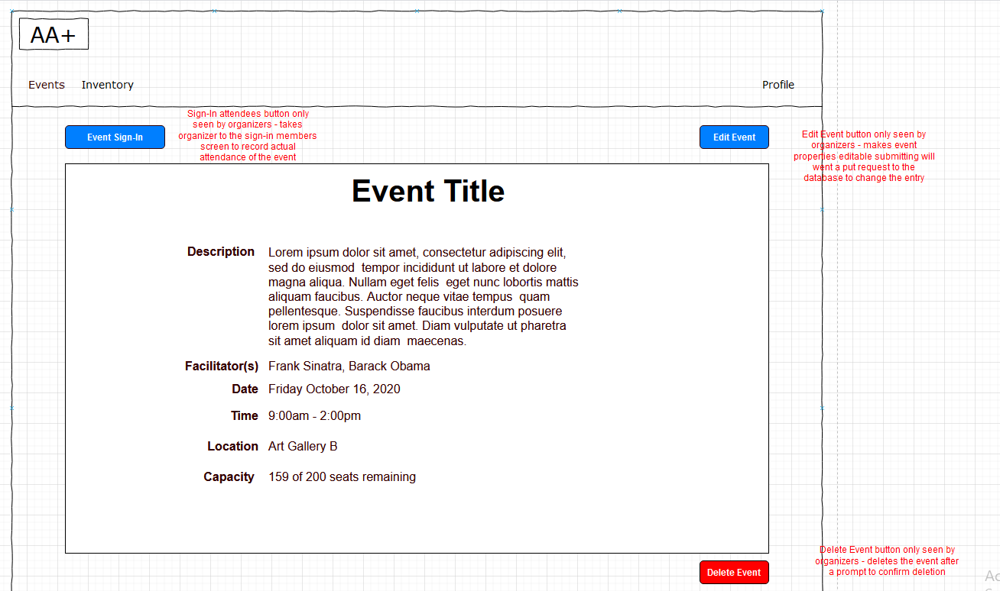 AA+
Events Inventory Profile
Sign-In attendees button only
seen by organizers - takes
organizer to the sign-in members
screen to record actual
attendance of the event
Event Sign-In
Edit Event
Edit Event button only seen by
organizers - makes event
properties editable submitting will
went a put request to the
database to change the entry
Event Title
Description
Lorem ipsum dolor sit amet, consectetur adipiscing elit,
sed do eiusmod tempor incididunt ut labore et dolore
magna aliqua. Nullam eget felis eget nunc lobortis mattis
aliquam faucibus. Auctor neque vitae tempus quam
pellentesque. Suspendisse faucibus interdum posuere
lorem ipsum dolor sit amet. Diam vulputate ut pharetra
sit amet aliquam id diam maecenas.
Facilitator(s) Frank Sinatra, Barack Obama
Date Friday October 16, 2020
Time 9:00am - 2:00pm
Location Art Gallery B
Capacity 159 of 200 seats remaining
Delete Event button only seen by
organizers - deletes the event after
a prompt to confirm deletion
Delete Event